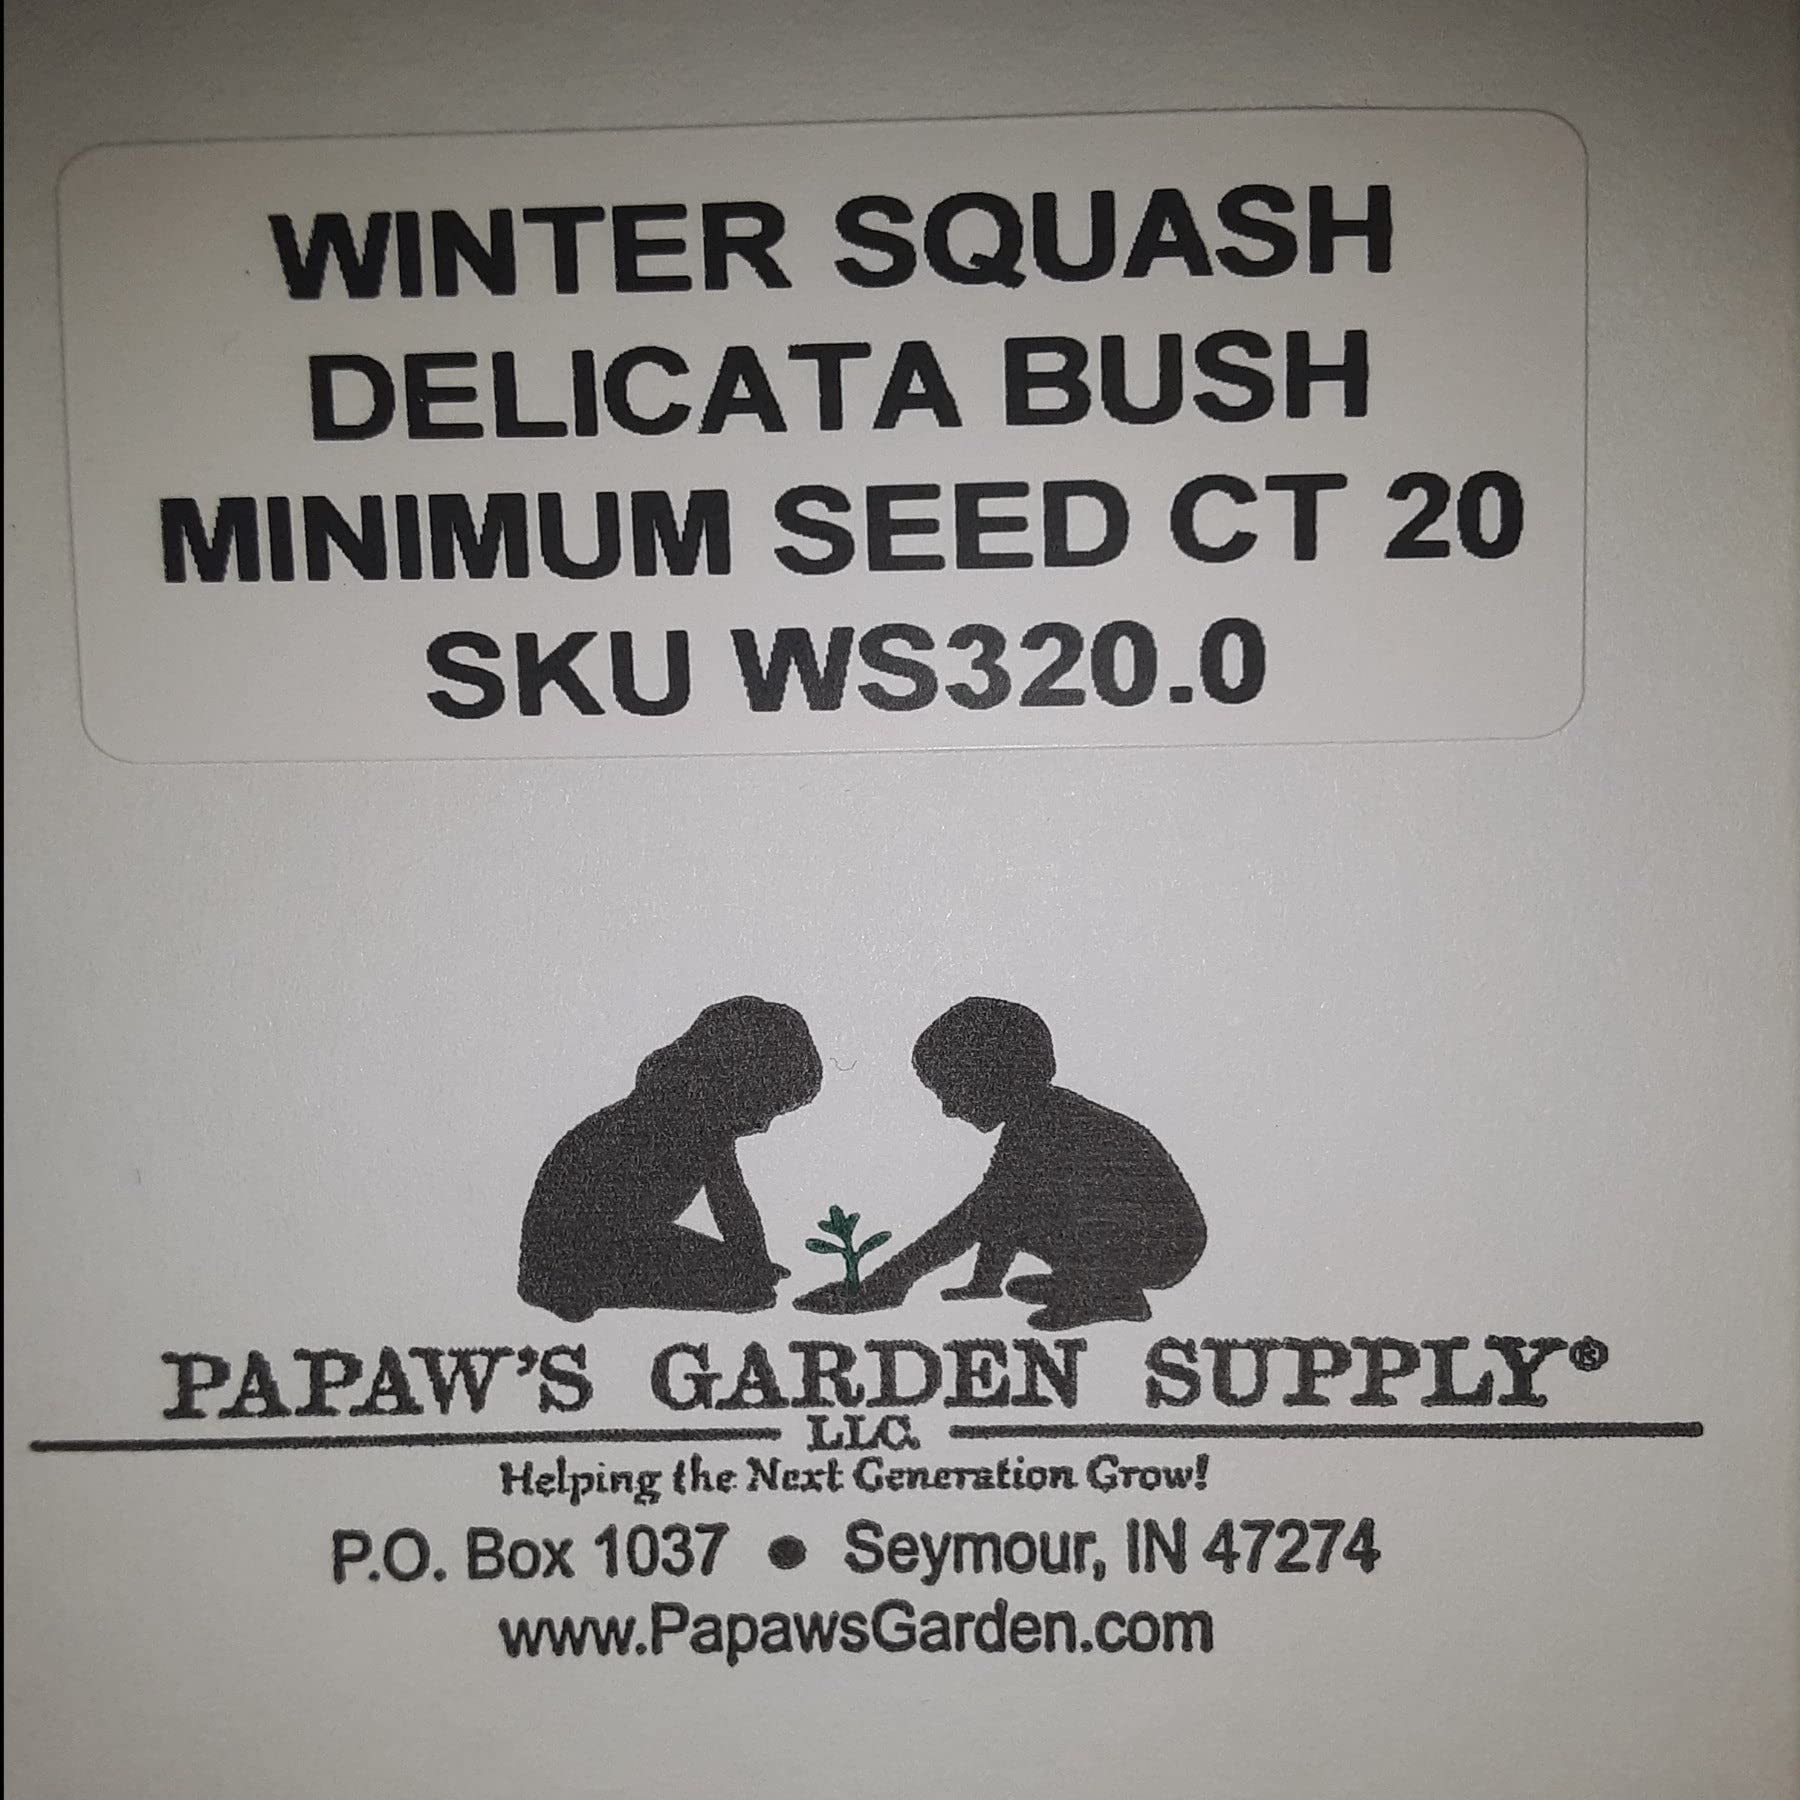 WINTER SQUASH
DELICATA BUSH
MINIMUM SEED CT 20
SKU WS320.0
PAPAW'S GARDEN SUPPLY®
LLC.
Helping the Next Generation Grow!
P.O. Box 1037 ● Seymour, IN 47274
www.PapawsGarden.com